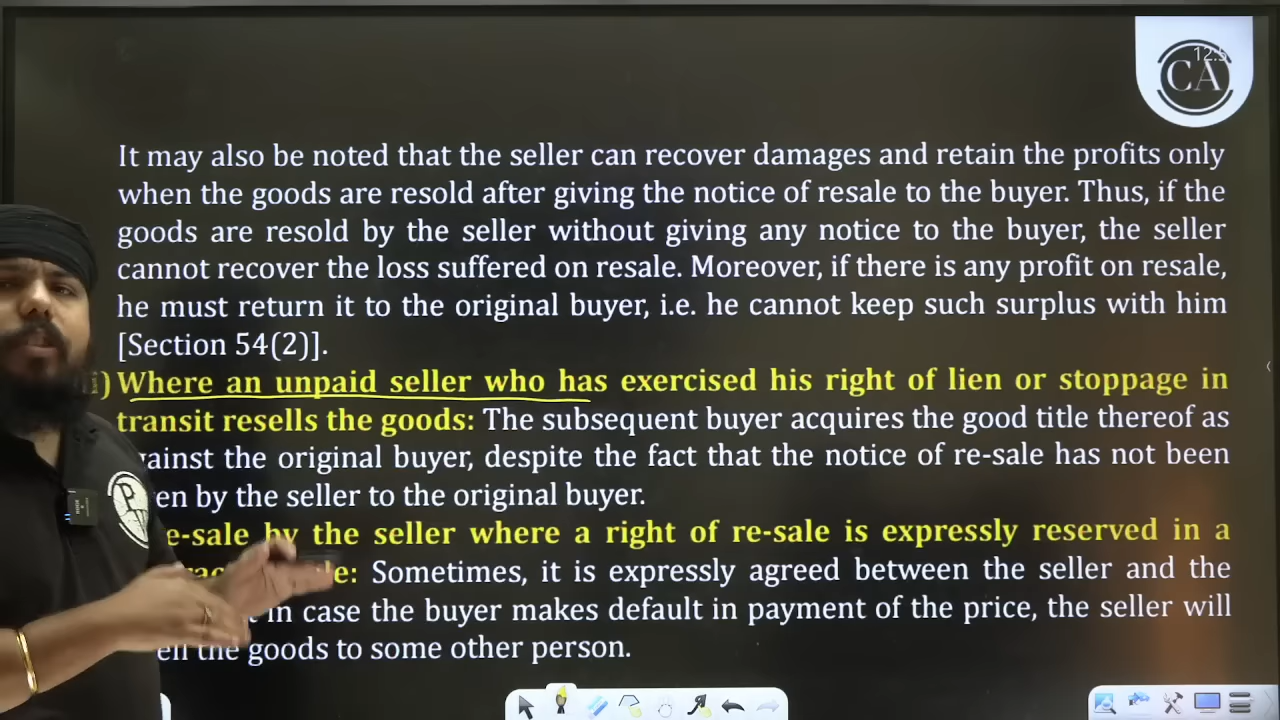 CA
12:5
It may also be noted that the seller can recover damages and retain the profits only
when the goods are resold after giving the notice of resale to the buyer. Thus, if the
goods are resold by the seller without giving any notice to the buyer, the seller
cannot recover the loss suffered on resale. Moreover, if there is any profit on resale,
he must return it to the original buyer, i.e. he cannot keep such surplus with him
[Section 54(2)].
i) Where an unpaid seller who has exercised his right of lien or stoppage in
transit resells the goods: The subsequent buyer acquires the good title thereof as
the original buyer, despite the fact that the notice of re-sale has not been
by the seller to the original buyer.
e-sale by the seller where a right of re-sale is expressly reserved in a
e: Sometimes, it is expressly agreed between the seller and the
in case the buyer makes default in payment of the price, the seller will
the goods to some other person.